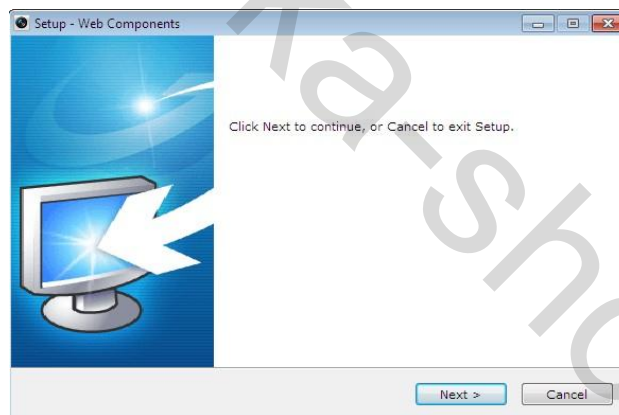 Setup - Web Components
Click Next to continue, or Cancel to exit Setup.
Next >
Cancel